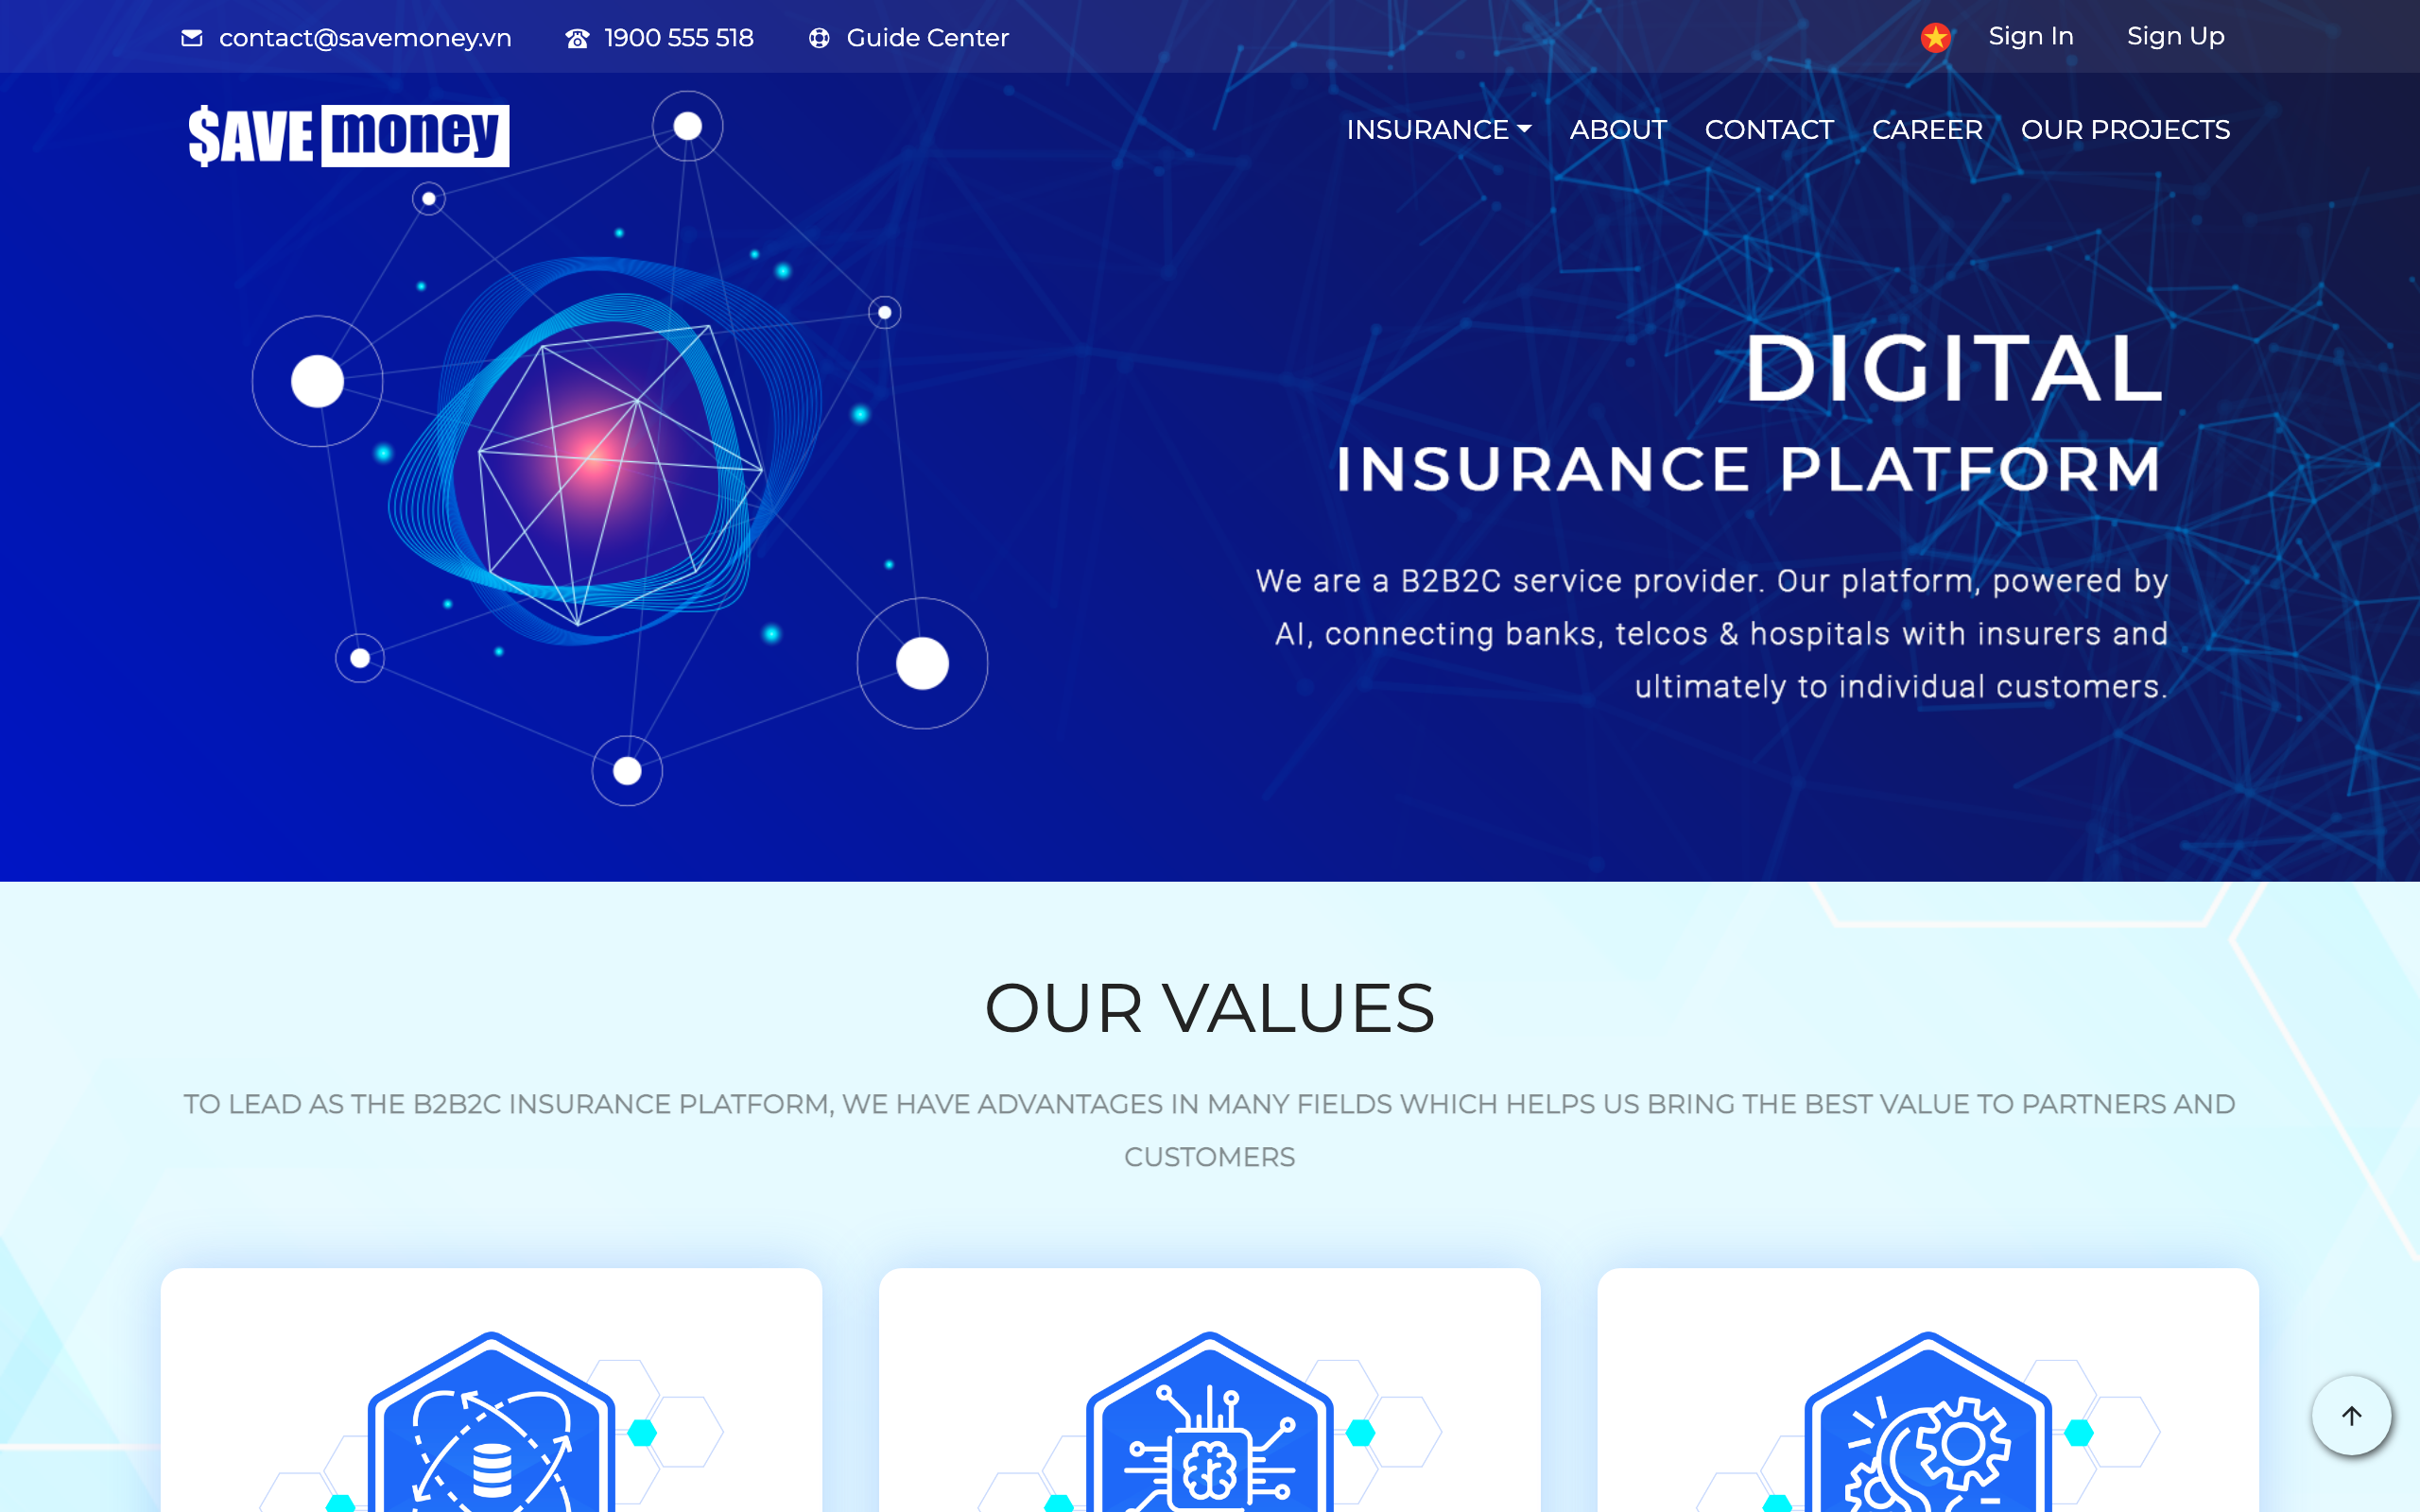 contact@savemoney.vn 1900 555 518 Guide Center Sign In Sign Up
$AVE money INSURANCE ABOUT CONTACT CAREER OUR PROJECTS
DIGITAL
INSURANCE PLATFORM
We are a B2B2C service provider. Our platform, powered by
AI, connecting banks, telcos & hospitals with insurers and
ultimately to individual customers.
OUR VALUES
TO LEAD AS THE B2B2C INSURANCE PLATFORM, WE HAVE ADVANTAGES IN MANY FIELDS WHICH HELPS US BRING THE BEST VALUE TO PARTNERS AND
CUSTOMERS